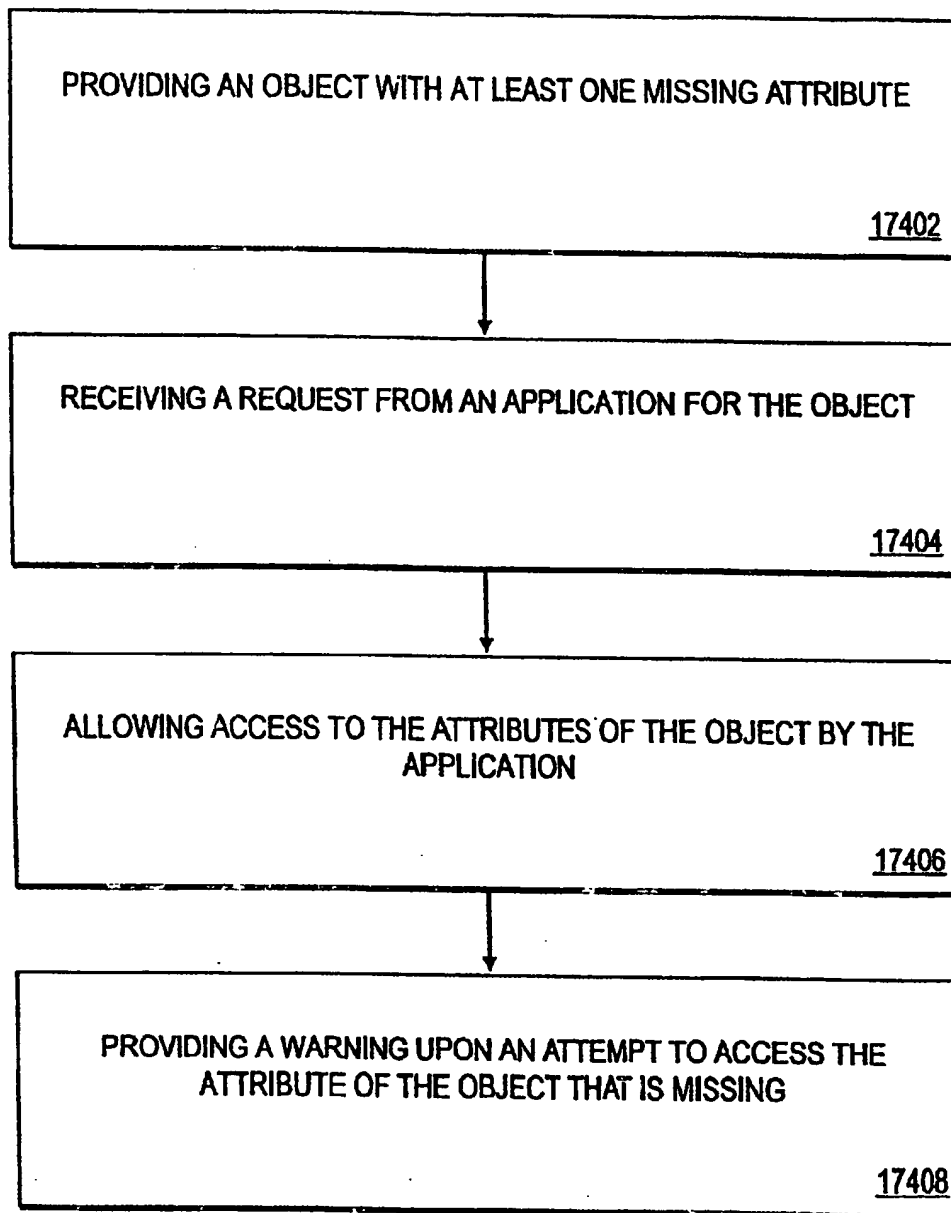 PROVIDING AN OBJECT WITH AT LEAST ONE MISSING ATTRIBUTE
17402
RECEIVING A REQUEST FROM AN APPLICATION FOR THE OBJECT
17404
ALLOWING ACCESS TO THE ATTRIBUTES OF THE OBJECT BY THE
APPLICATION
17406
PROVIDING A WARNING UPON AN ATTEMPT TO ACCESS THE
ATTRIBUTE OF THE OBJECT THAT IS MISSING
17408